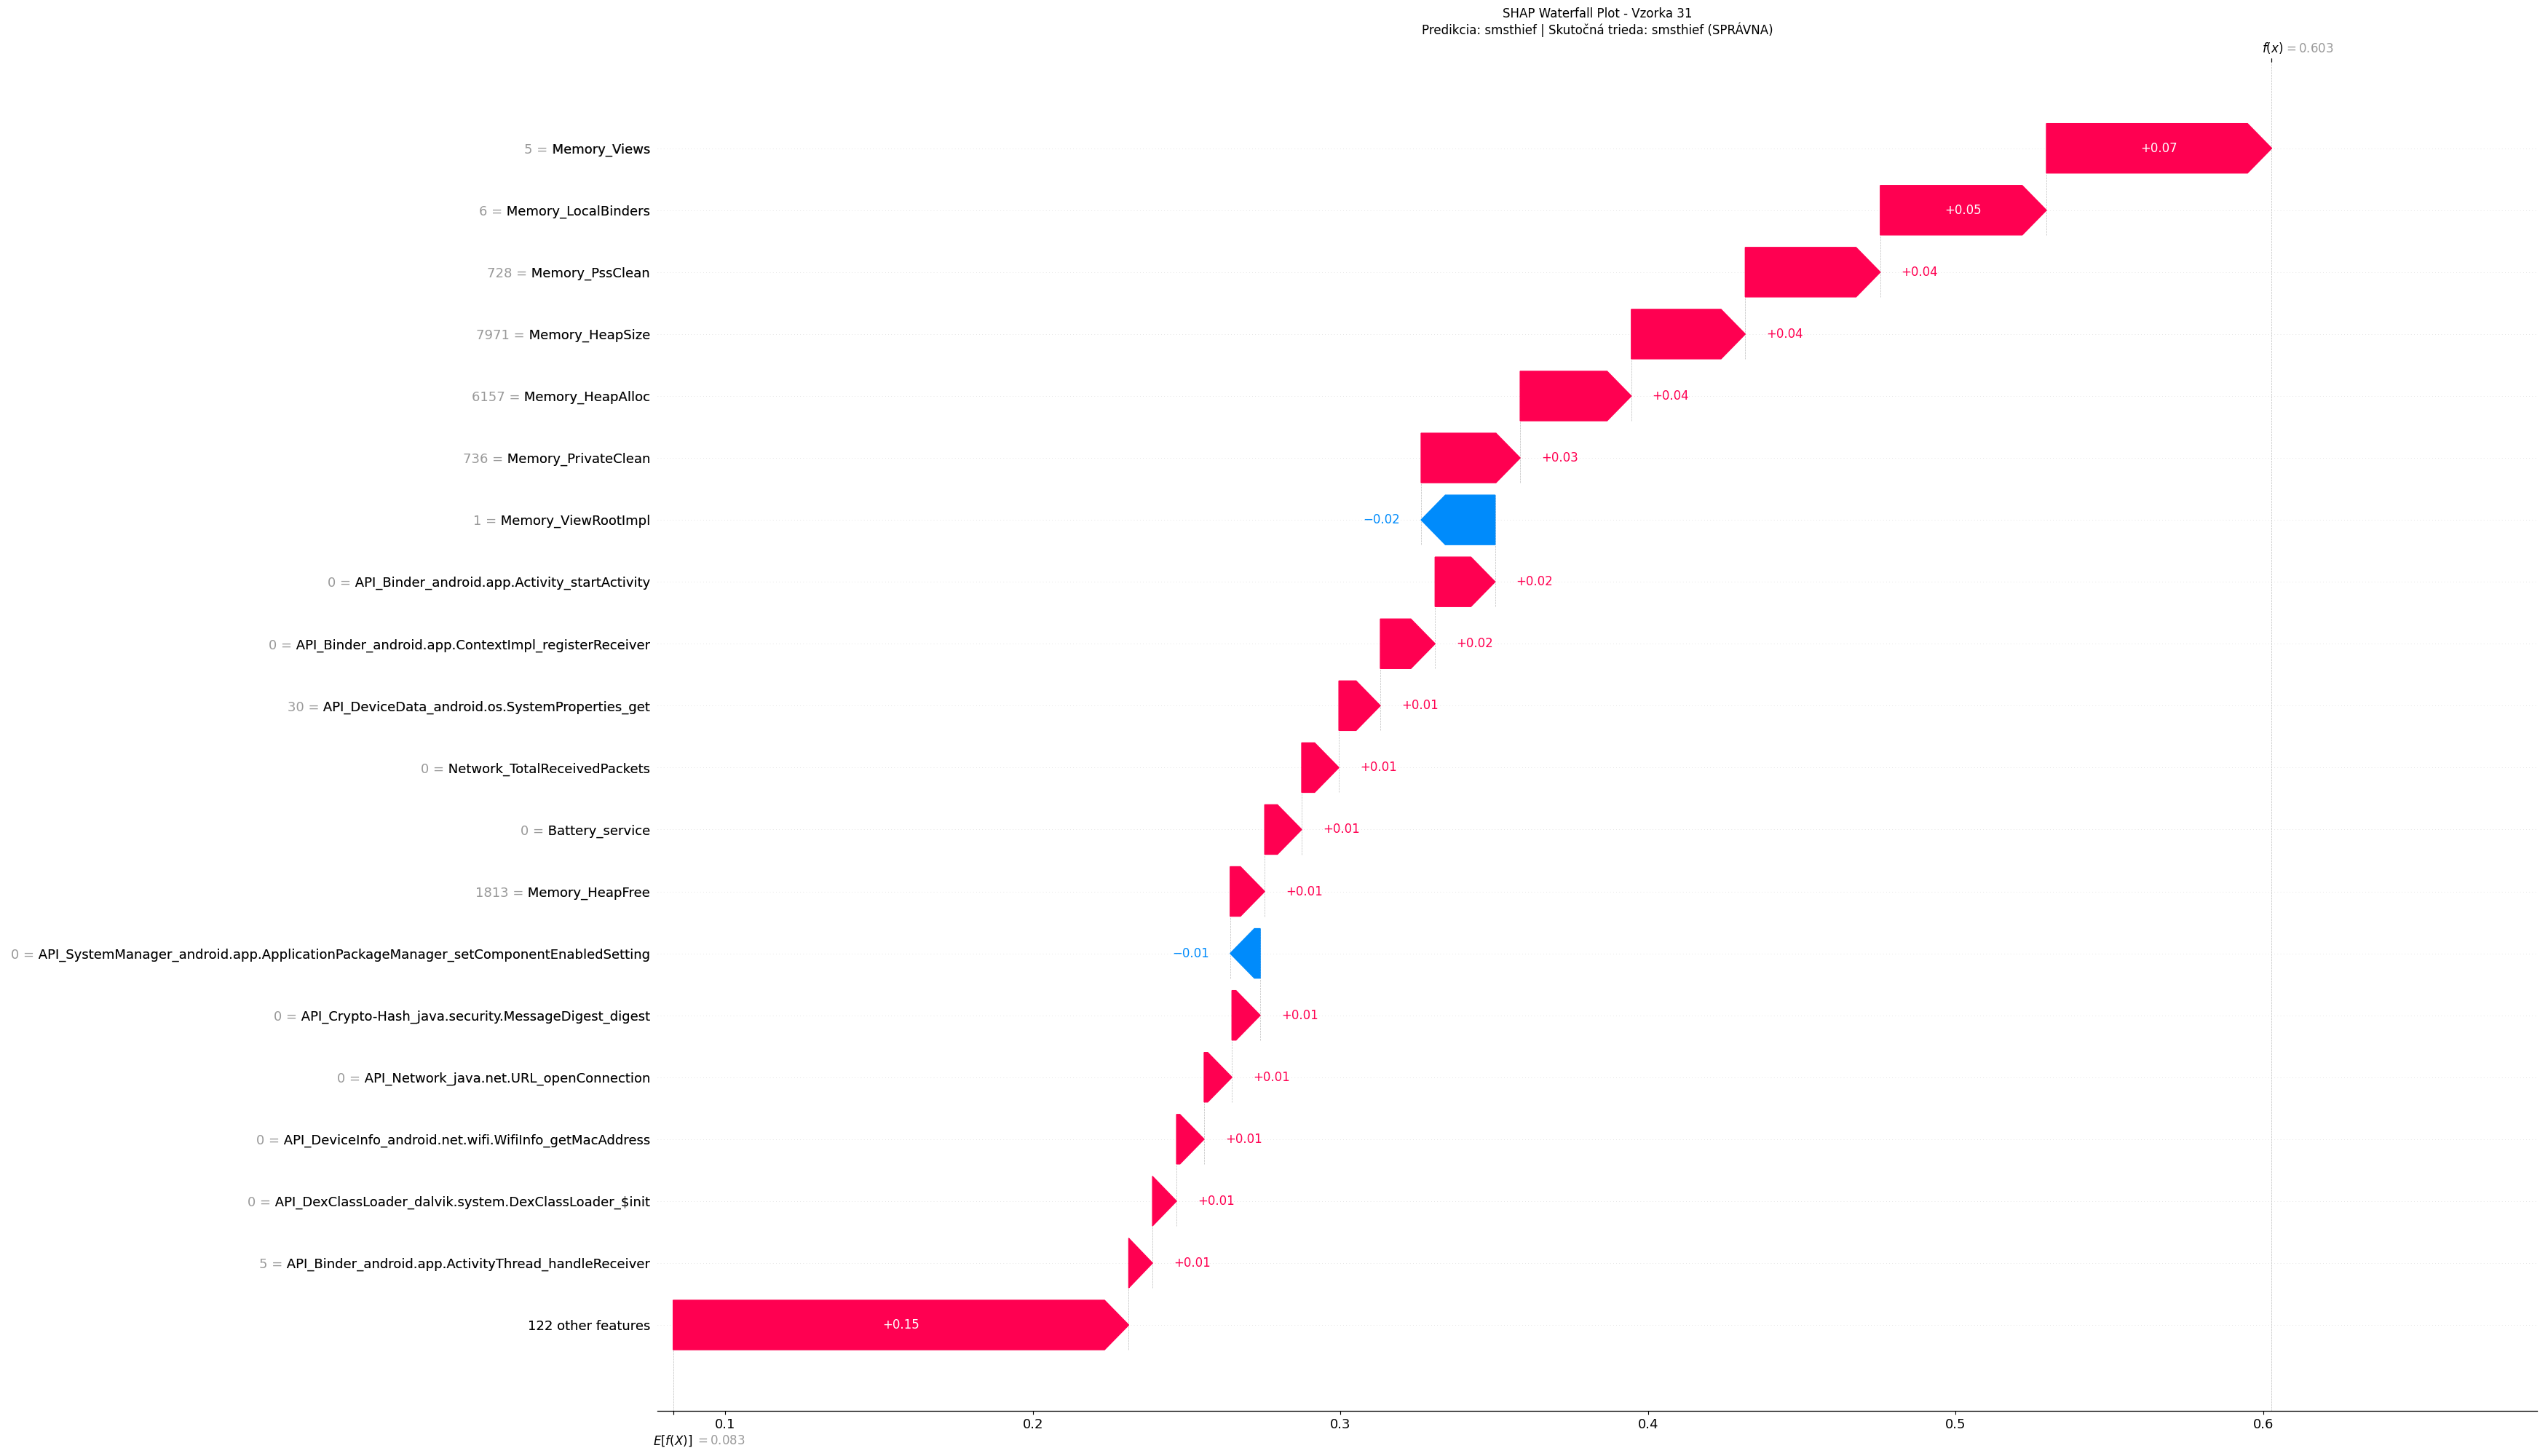 SHAP Waterfall Plot - Vzorka 31
Predikcia: smsthief | Skutočná trieda: smsthief (SPRÁVNA)
f(x) = 0.603
5 = Memory_Views
+0.07
6 = Memory_LocalBinders
+0.05
728 = Memory_PssClean
+0.04
7971 = Memory_HeapSize
+0.04
6157 = Memory_HeapAlloc
+0.04
736 = Memory_PrivateClean
+0.03
1 = Memory_ViewRootImpl
−0.02
0 = API_Binder_android.app.Activity_startActivity
+0.02
0 = API_Binder_android.app.ContextImpl_registerReceiver
+0.02
30 = API_DeviceData_android.os.SystemProperties_get
+0.01
0 = Network_TotalReceivedPackets
+0.01
0 = Battery_service
+0.01
1813 = Memory_HeapFree
+0.01
0 = API_SystemManager_android.app.ApplicationPackageManager_setComponentEnabledSetting
−0.01
0 = API_Crypto-Hash_java.security.MessageDigest_digest
+0.01
0 = API_Network_java.net.URL_openConnection
+0.01
0 = API_DeviceInfo_android.net.wifi.WifiInfo_getMacAddress
+0.01
0 = API_DexClassLoader_dalvik.system.DexClassLoader_$init
+0.01
5 = API_Binder_android.app.ActivityThread_handleReceiver
+0.01
122 other features
+0.15
0.1 0.2 0.3 0.4 0.5 0.6
E[f(X)] = 0.083